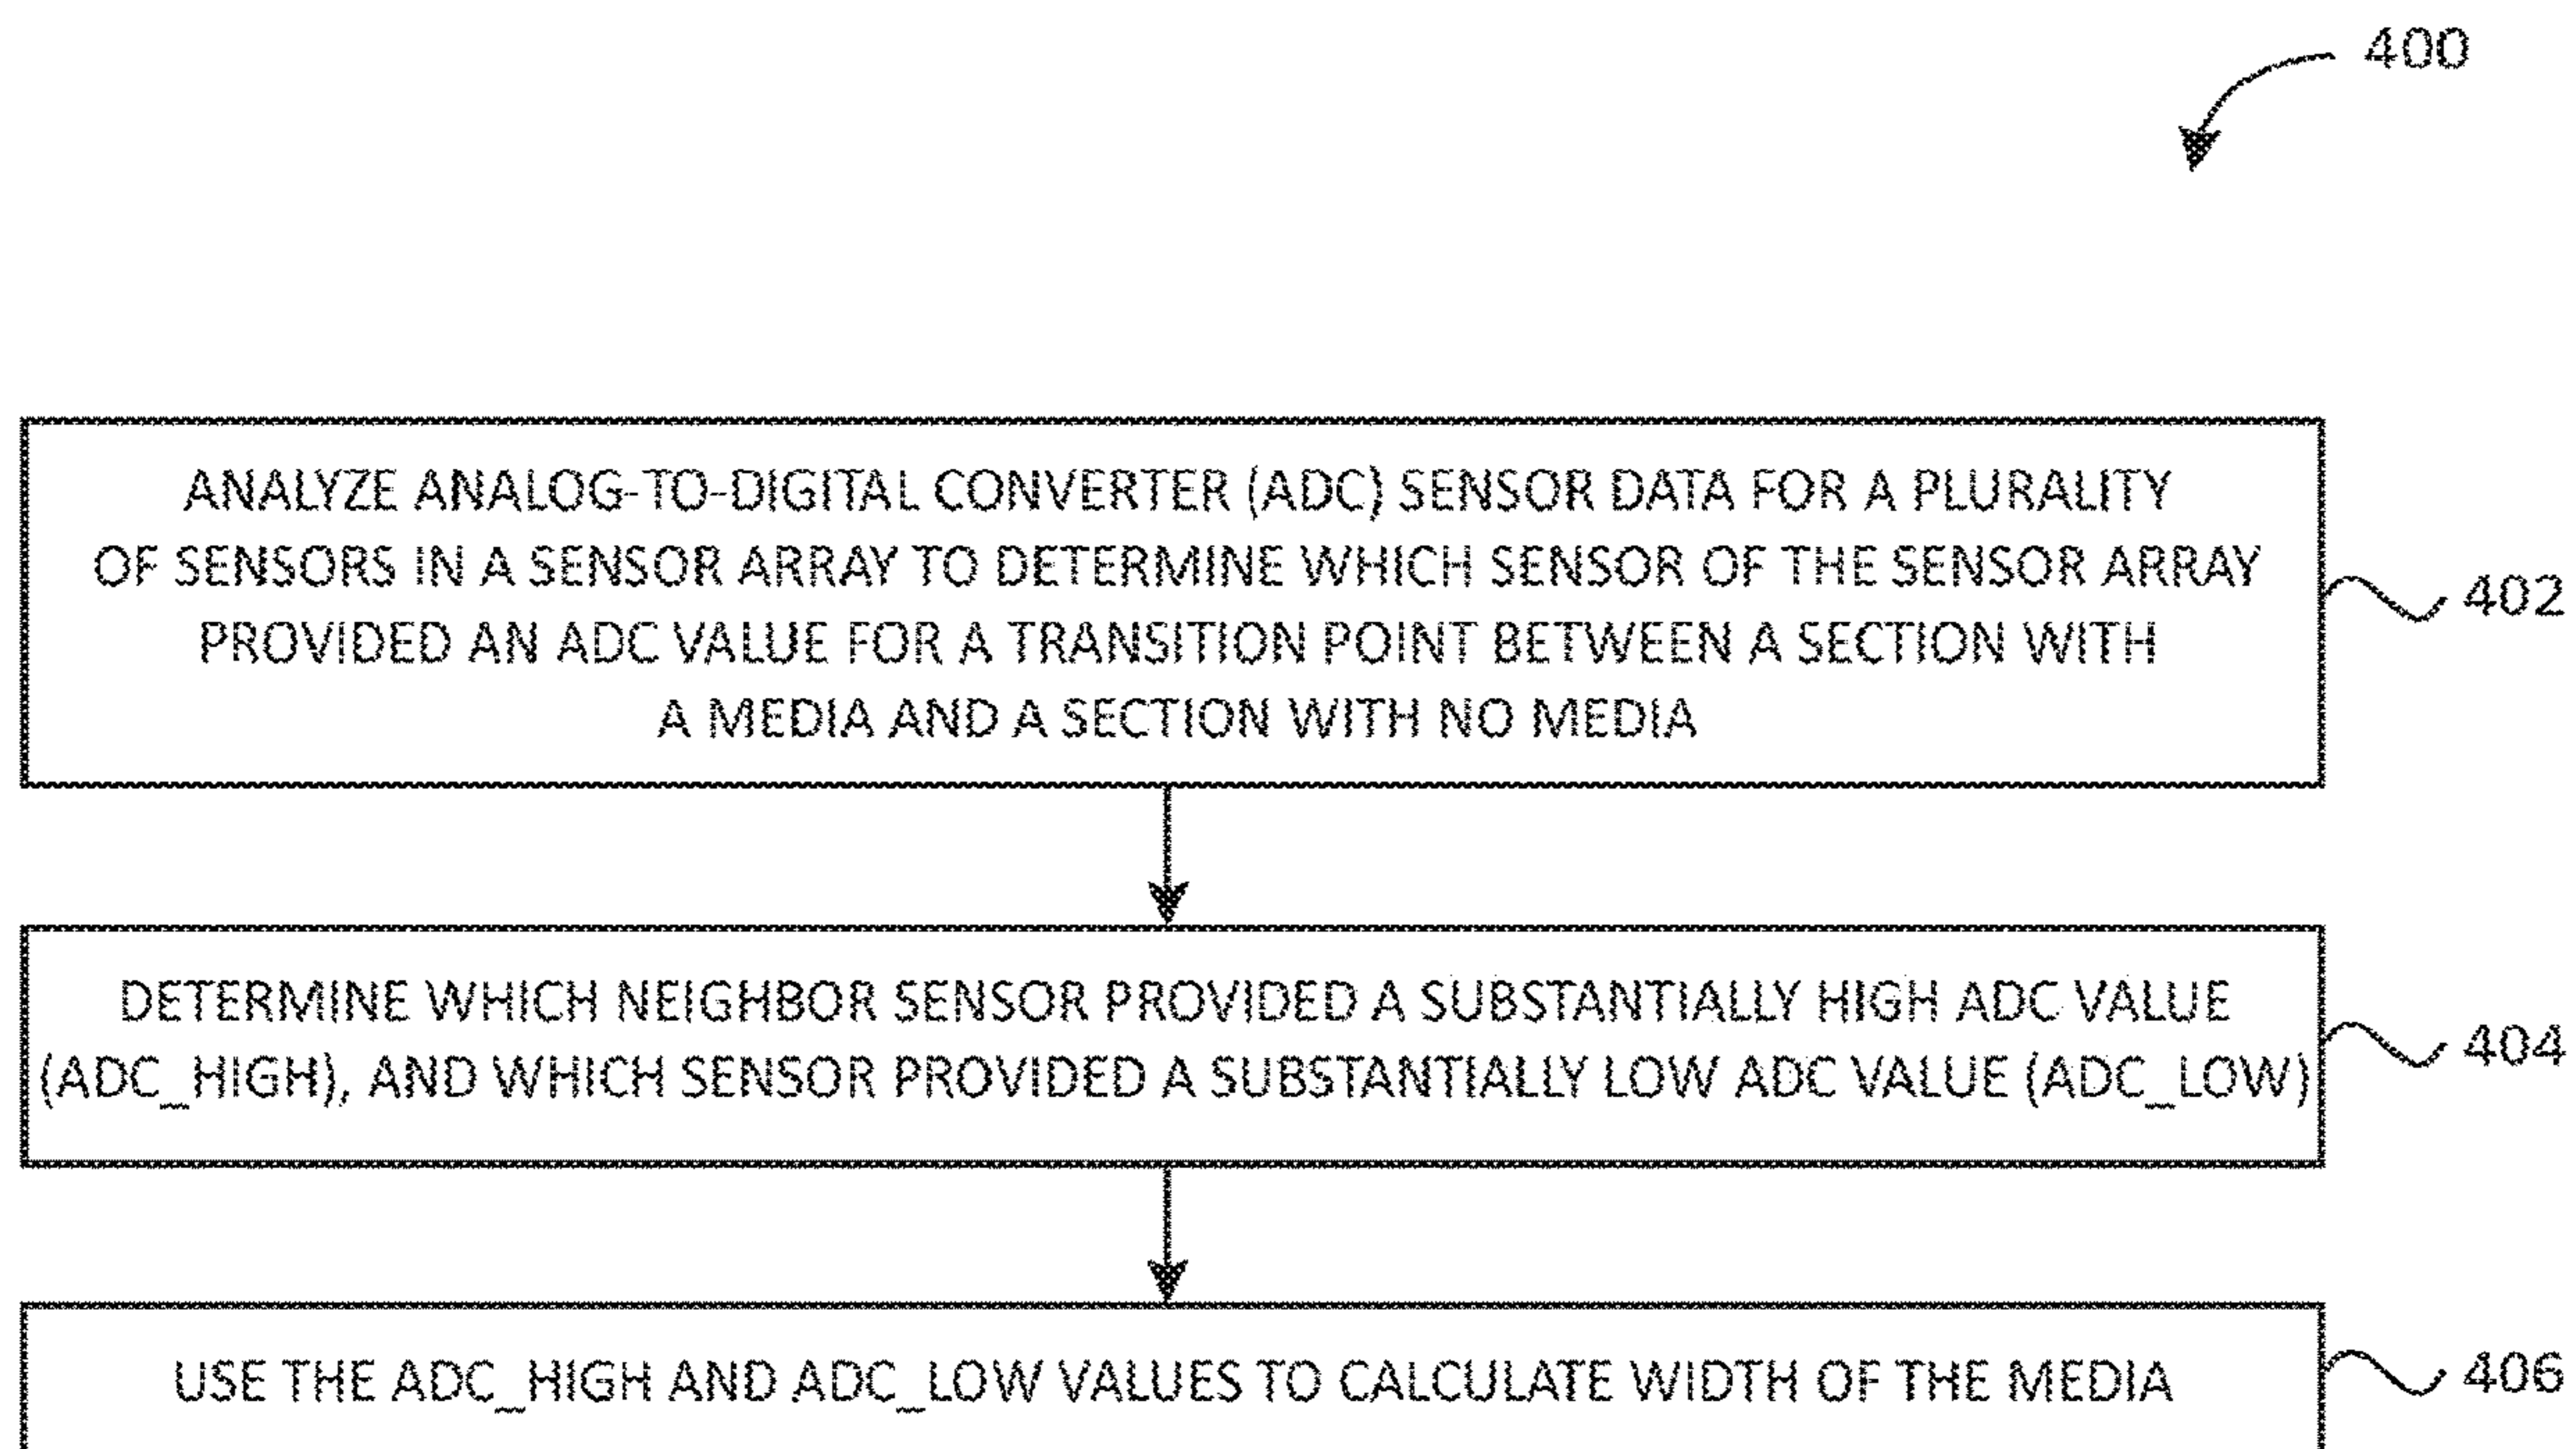 400
ANALYZE ANALOG-TO-DIGITAL CONVERTER (ADC) SENSOR DATA FOR A PLURALITY
OF SENSORS IN A SENSOR ARRAY TO DETERMINE WHICH SENSOR OF THE SENSOR ARRAY
PROVIDED AN ADC VALUE FOR A TRANSITION POINT BETWEEN A SECTION WITH
A MEDIA AND A SECTION WITH NO MEDIA
402
DETERMINE WHICH NEIGHBOR SENSOR PROVIDED A SUBSTANTIALLY HIGH ADC VALUE
(ADC_HIGH), AND WHICH SENSOR PROVIDED A SUBSTANTIALLY LOW ADC VALUE (ADC_LOW)
404
USE THE ADC_HIGH AND ADC_LOW VALUES TO CALCULATE WIDTH OF THE MEDIA
406